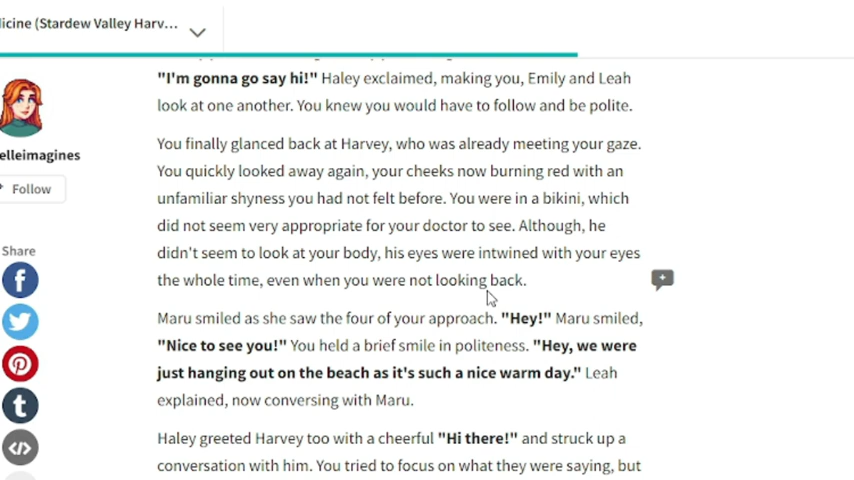 dicine (Stardew Valley Harv...
"I'm gonna go say hi!" Haley exclaimed, making you, Emily and Leah
look at one another. You knew you would have to follow and be polite.
elleimagines
Follow
Share
You finally glanced back at Harvey, who was already meeting your gaze.
You quickly looked away again, your cheeks now burning red with an
unfamiliar shyness you had not felt before. You were in a bikini, which
did not seem very appropriate for your doctor to see. Although, he
didn't seem to look at your body, his eyes were intwined with your eyes
the whole time, even when you were not looking back.
Maru smiled as she saw the four of your approach. "Hey!" Maru smiled,
"Nice to see you!" You held a brief smile in politeness. "Hey, we were
just hanging out on the beach as it's such a nice warm day." Leah
explained, now conversing with Maru.
Haley greeted Harvey too with a cheerful "Hi there!" and struck up a
conversation with him. You tried to focus on what they were saying, but